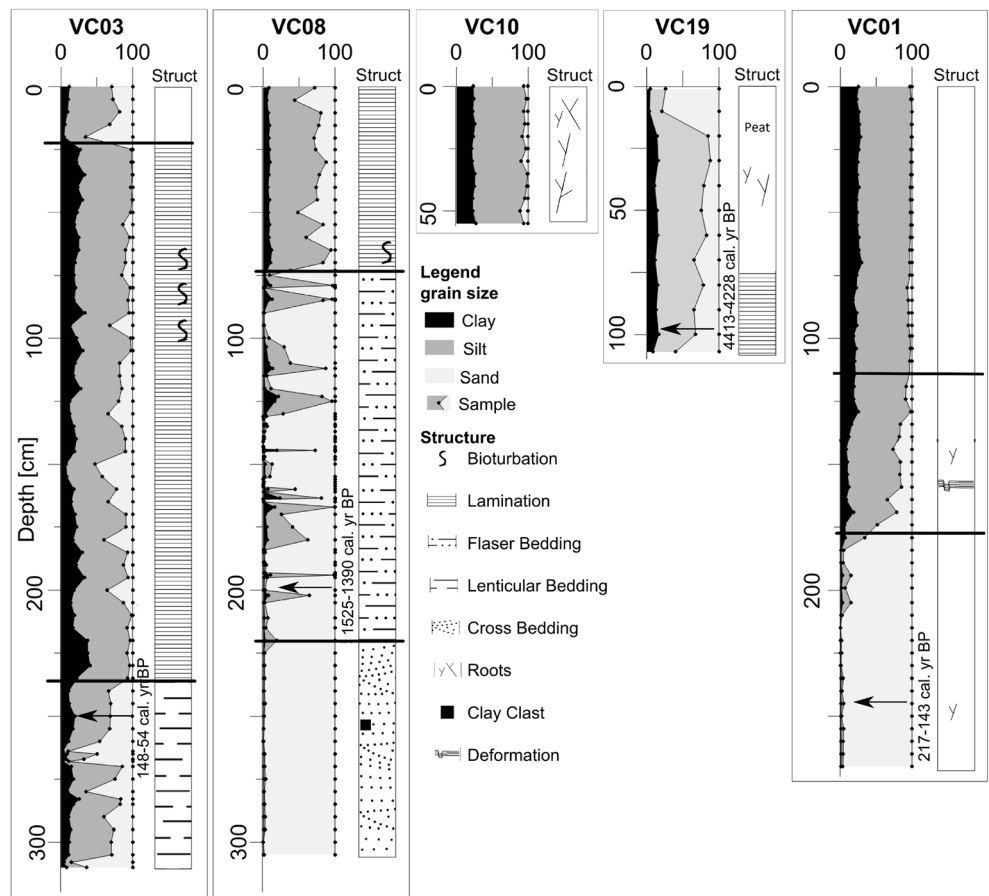 VC03
0 100
Struct
0
100
200
300
Depth [cm]
148-54 cal. yr BP
VC08
0 100
Struct
0
100
200
300
1525-1390 cal. yr BP
VC10
0 100
Struct
0
50
VC19
0 100
Struct
0
50
100
Peat
4413-4228 cal. yr BP
VC01
0 100
Struct
0
100
200
217-143 cal. yr BP
Legend
grain size
Clay
Silt
Sand
Sample
Structure
Bioturbation
Lamination
Flaser Bedding
Lenticular Bedding
Cross Bedding
Roots
Clay Clast
Deformation